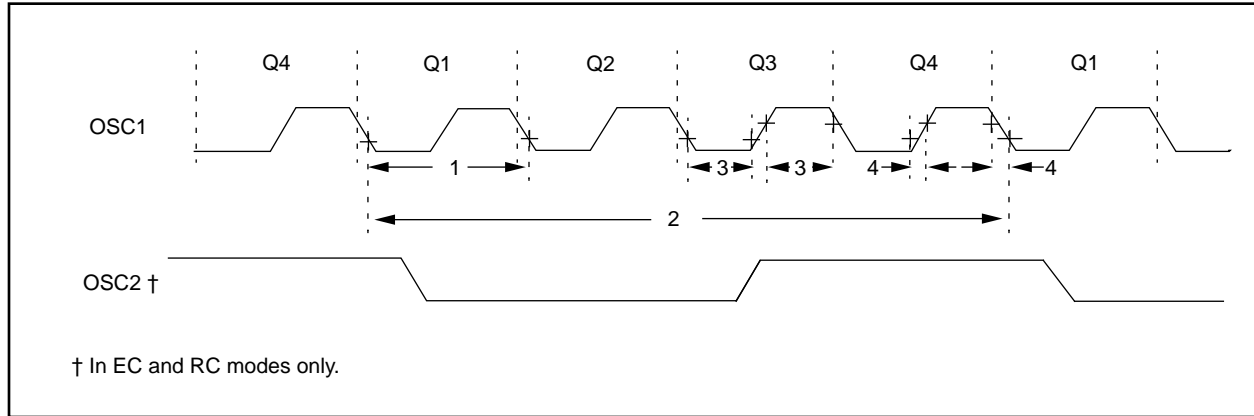 Q4 Q1 Q2 Q3 Q4 Q1
OSC1
1 3 3 4 4
2
OSC2 †
† In EC and RC modes only.